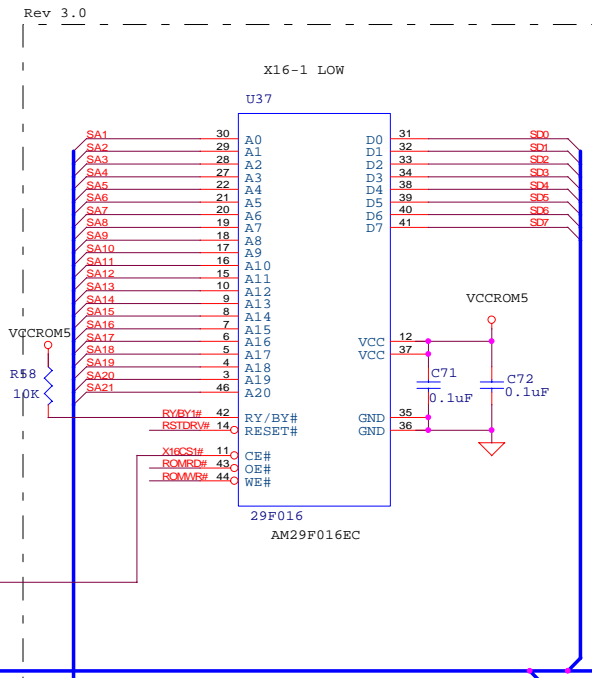 Rev 3.0
X16-1 LOW
U37
SA1 30 A0 D0 31 SD0
SA2 29 A1 D1 32 SD1
SA3 28 A2 D2 33 SD2
SA4 27 A3 D3 34 SD3
SA5 22 A4 D4 38 SD4
SA6 21 A5 D5 39 SD5
SA7 20 A6 D6 40 SD6
SA8 19 A7 D7 41 SD7
SA9 18 A8
SA10 17 A9
SA11 16 A10
SA12 15 A11
SA13 10 A12
SA14 9 A13
SA15 8 A14
SA16 7 A15
SA17 6 A16
SA18 5 A17
SA19 4 A18
SA20 3 A19
SA21 46 A20
VCCROM5
R58
10K
VCCROM5
VCC 12
VCC 37
C71
0.1uF
C72
0.1uF
RY/BY1# 42 RY/BY# GND 35
RSTDRV# 14 RESET# GND 36
X16CS1# 11 CE#
ROMRD# 43 OE#
ROMWR# 44 WE#
29F016
AM29F016EC